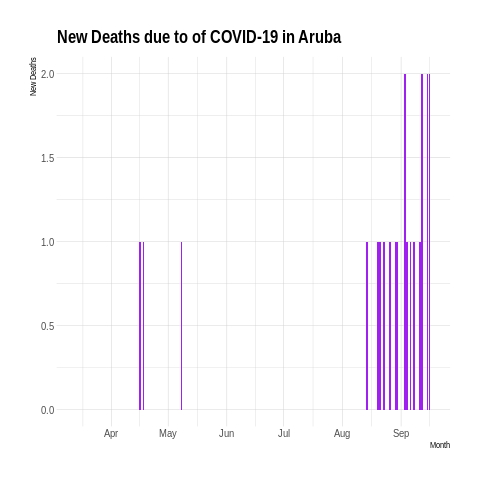 New Deaths due to of COVID-19 in Aruba
New Deaths
2.0
1.5
1.0
0.5
0.0
Apr May Jun Jul Aug Sep
Month